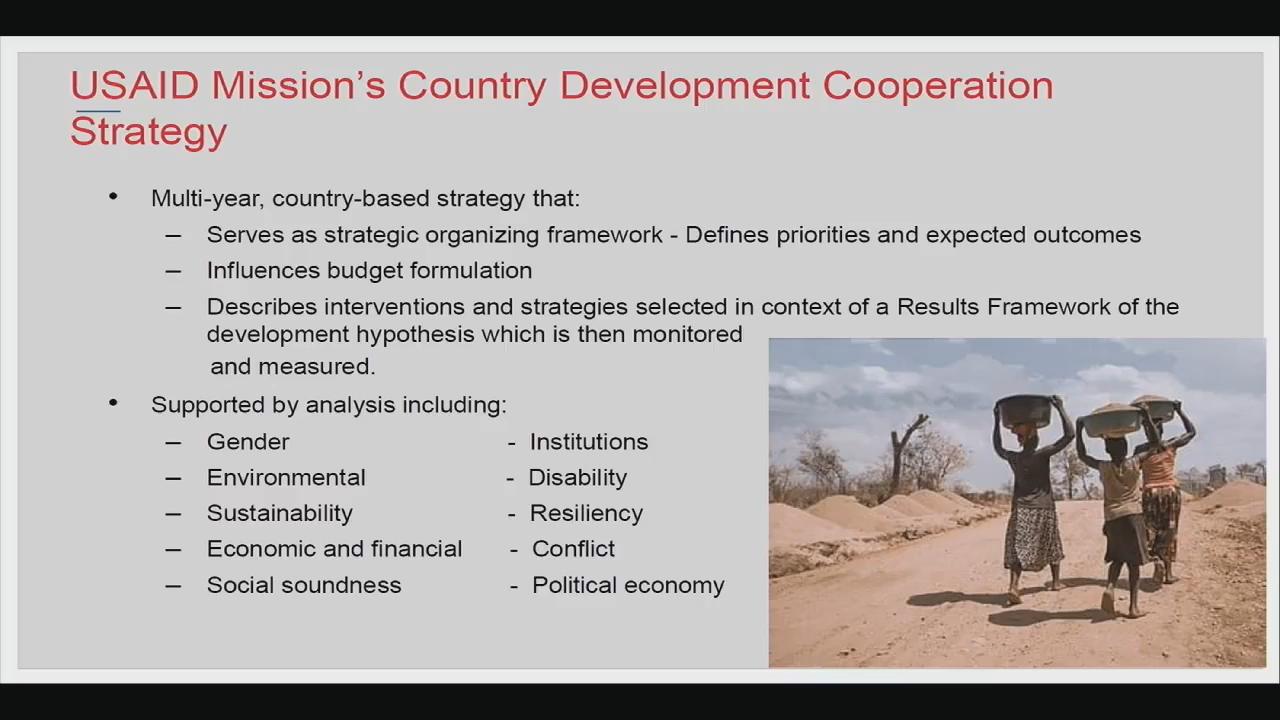 USAID Mission’s Country Development Cooperation
Strategy
• Multi-year, country-based strategy that:
– Serves as strategic organizing framework - Defines priorities and expected outcomes
– Influences budget formulation
– Describes interventions and strategies selected in context of a Results Framework of the
development hypothesis which is then monitored
and measured.
• Supported by analysis including:
– Gender - Institutions
– Environmental - Disability
– Sustainability - Resiliency
– Economic and financial - Conflict
– Social soundness - Political economy